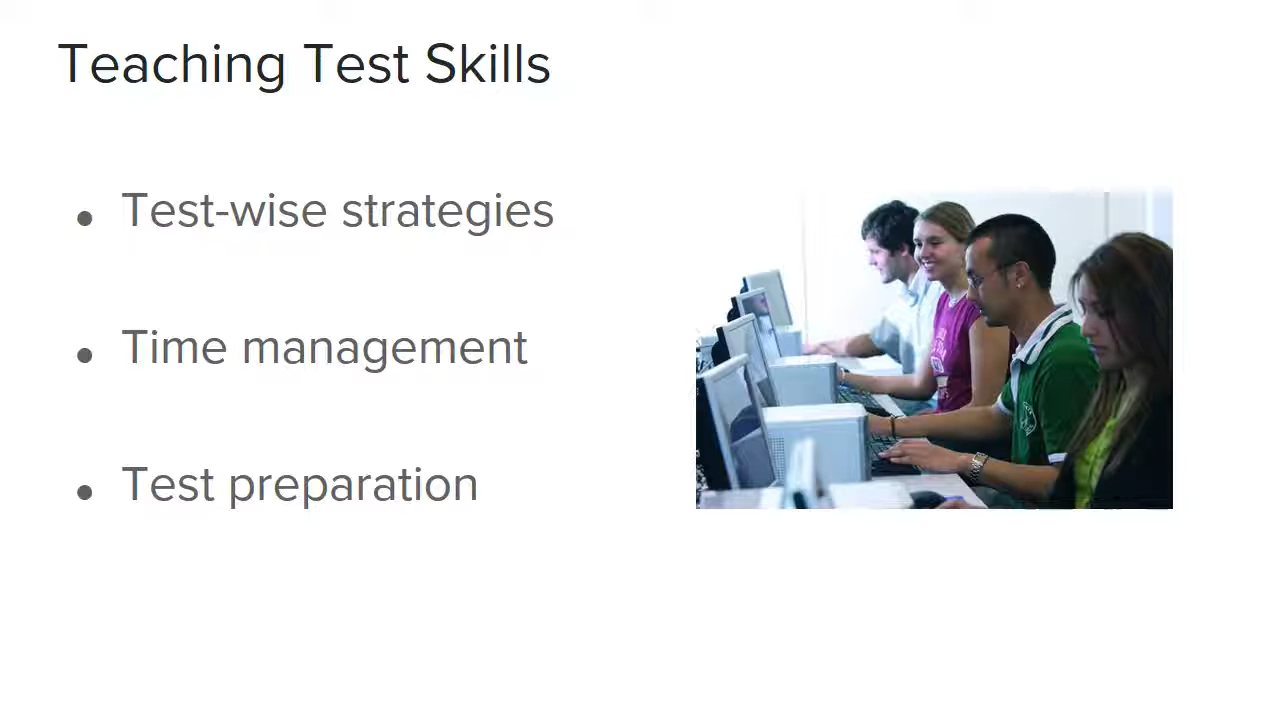 Teaching Test Skills
Test-wise strategies
Time management
Test preparation